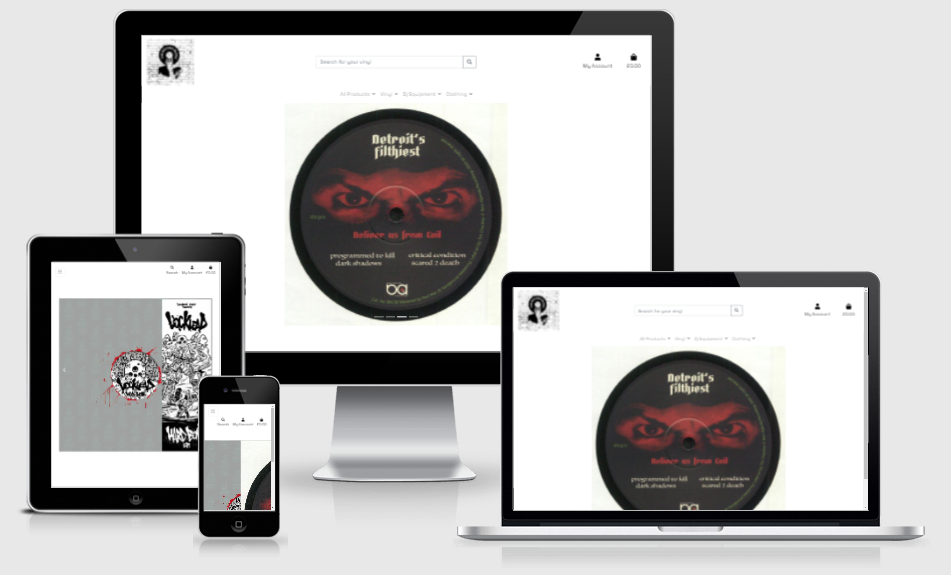 Search for your vinyl
My Account
£0.00
All Products
Vinyl
Dj Equipment
Clothing
Detroit's
filthiest
Deliver us from Evil
programmed to kill
dark shadows
critical condition
scared 2 death
Search
My Account
£0.00
Lockjaw
Search
My Account
£0.00
Search for your vinyl
My Account
£0.00
All Products
Vinyl
Dj Equipment
Clothing
Detroit's
filthiest
Deliver us from Evil
programmed to kill
dark shadows
critical condition
scared 2 death